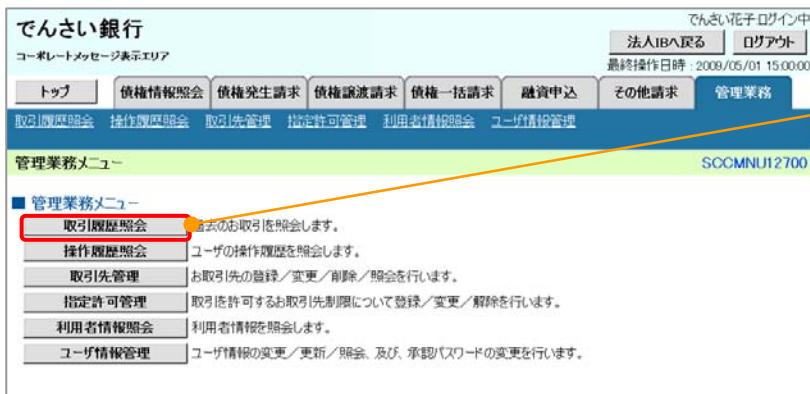 でんさい銀行
コーポレートメッセージ表示エリア
でんさい花子 ログイン中
法人IBへ戻る ログアウト
最終操作日時：2009/05/01 15:00:00
トップ 債権情報照会 債権発生請求 債権譲渡請求 債権一括請求 融資申込 その他請求 管理業務
取引履歴照会 操作履歴照会 取引先管理 指定許可管理 利用者情報照会 ユーザ情報管理
管理業務メニュー SCCMNU12700
■ 管理業務メニュー
取引履歴照会 過去のお取引を照会します。
操作履歴照会 ユーザの操作履歴を照会します。
取引先管理 お取引先の登録／変更／削除／照会を行います。
指定許可管理 取引を許可するお取引先制限について登録／変更／解除を行います。
利用者情報照会 利用者情報を照会します。
ユーザ情報管理 ユーザ情報の変更／更新／照会、及び、承認パスワードの変更を行います。